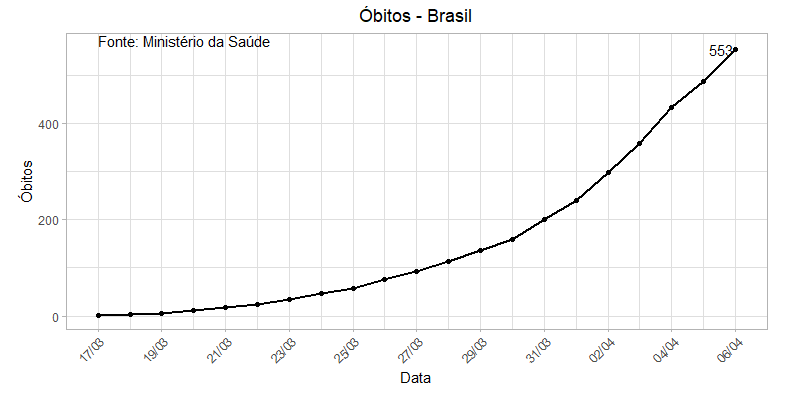 Óbitos - Brasil
Fonte: Ministério da Saúde
553
400
200
0
Óbitos
17/03 19/03 21/03 23/03 25/03 27/03 29/03 31/03 02/04 04/04 06/04
Data